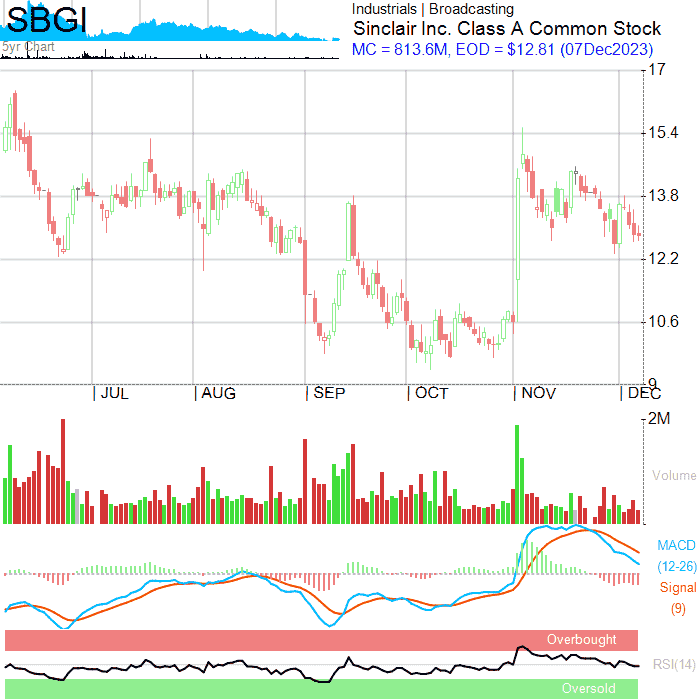 SBGI
5yr Chart
Industrials | Broadcasting
Sinclair Inc. Class A Common Stock
MC = 813.6M, EOD = $12.81 (07Dec2023)
17
15.4
13.8
12.2
10.6
9
| JUL | AUG | SEP | OCT | NOV | DEC
2M
Volume
MACD
(12-26)
Signal
(9)
Overbought
RSI(14)
Oversold